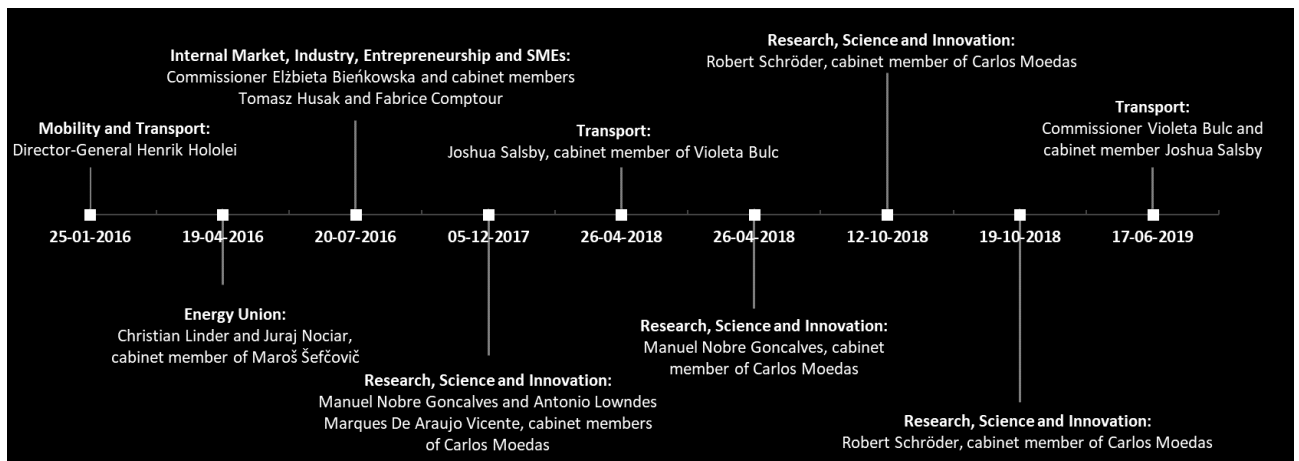 Research, Science and Innovation:
Robert Schröder, cabinet member of Carlos Moedas
Internal Market, Industry, Entrepreneurship and SMEs:
Commissioner Elżbieta Bieńkowska and cabinet members
Tomasz Husak and Fabrice Comptour
Transport:
Commissioner Violeta Bulc and
cabinet member Joshua Salsby
Mobility and Transport:
Director-General Henrik Hololei
Transport:
Joshua Salsby, cabinet member of Violeta Bulc
25-01-2016
19-04-2016
20-07-2016
05-12-2017
26-04-2018
26-04-2018
12-10-2018
19-10-2018
17-06-2019
Energy Union:
Christian Linder and Juraj Nociar,
cabinet member of Maroš Šefčovič
Research, Science and Innovation:
Manuel Nobre Goncalves, cabinet
member of Carlos Moedas
Research, Science and Innovation:
Manuel Nobre Goncalves and Antonio Lowndes
Marques De Araujo Vicente, cabinet members
of Carlos Moedas
Research, Science and Innovation:
Robert Schröder, cabinet member of Carlos Moedas